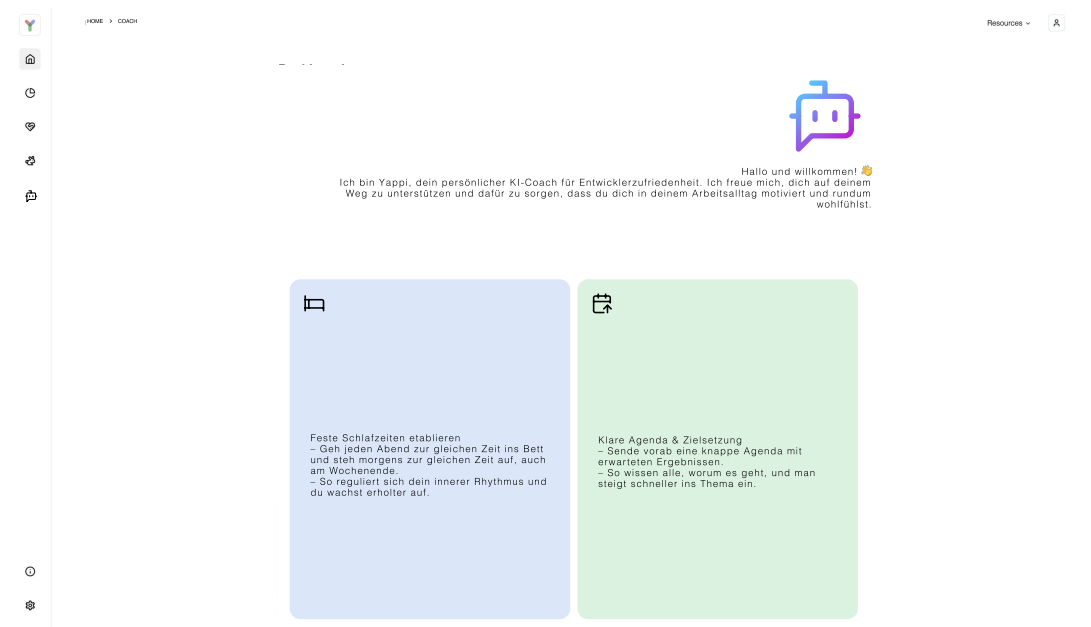 HOME > COACH
Resources
Hallo und willkommen! 👋
Ich bin Yappi, dein persönlicher KI-Coach für Entwicklerzufriedenheit. Ich freue mich, dich auf deinem
Weg zu unterstützen und dafür zu sorgen, dass du dich in deinem Arbeitsalltag motiviert und rundum
wohlfühlst.
Feste Schlafzeiten etablieren
– Geh jeden Abend zur gleichen Zeit ins Bett
und steh morgens zur gleichen Zeit auf, auch
am Wochenende.
– So reguliert sich dein innerer Rhythmus und
du wachst erholter auf.
Klare Agenda & Zielsetzung
– Sende vorab eine knappe Agenda mit
erwarteten Ergebnissen.
– So wissen alle, worum es geht, und man
steigt schneller ins Thema ein.